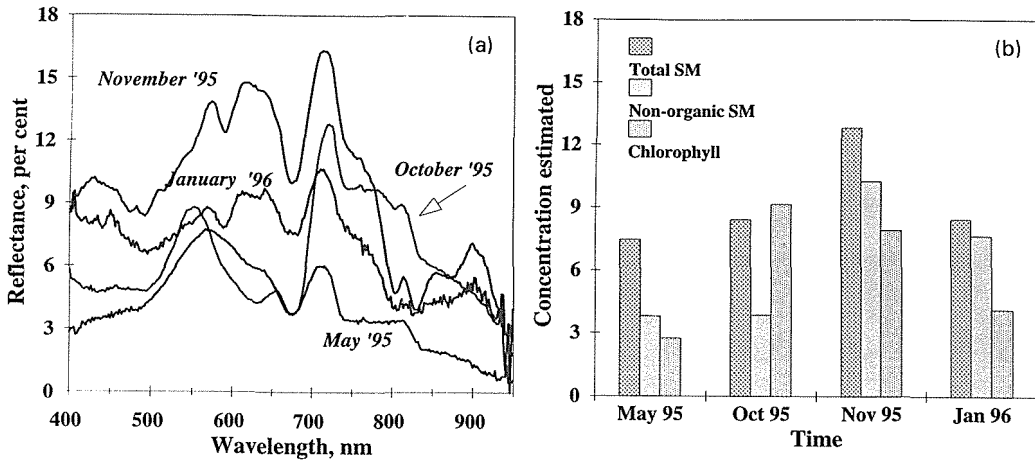 18
15
12
9
6
3
0
Reflectance, per cent
400 500 600 700 800 900
Wavelength, nm
(a)
November '95
October '95
January '96
May '95
18
15
12
9
6
3
0
Concentration estimated
(b)
Total SM
Non-organic SM
Chlorophyll
May 95 Oct 95 Nov 95 Jan 96
Time